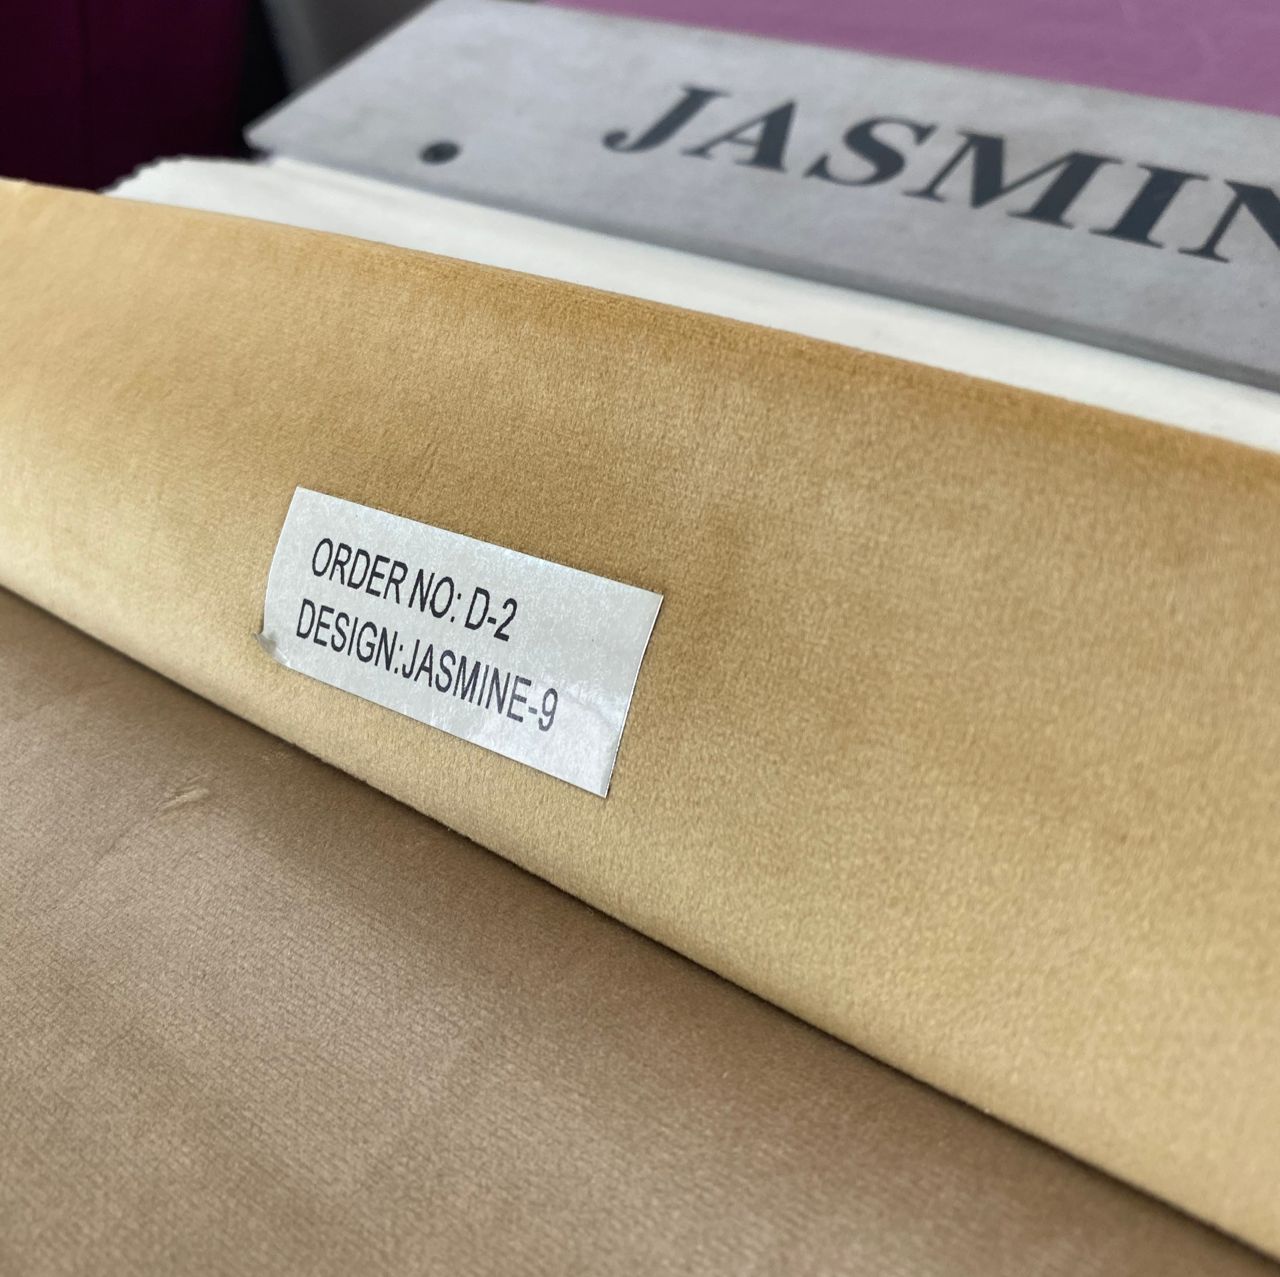 JASMIN
ORDER NO: D-2
DESIGN:JASMINE-9